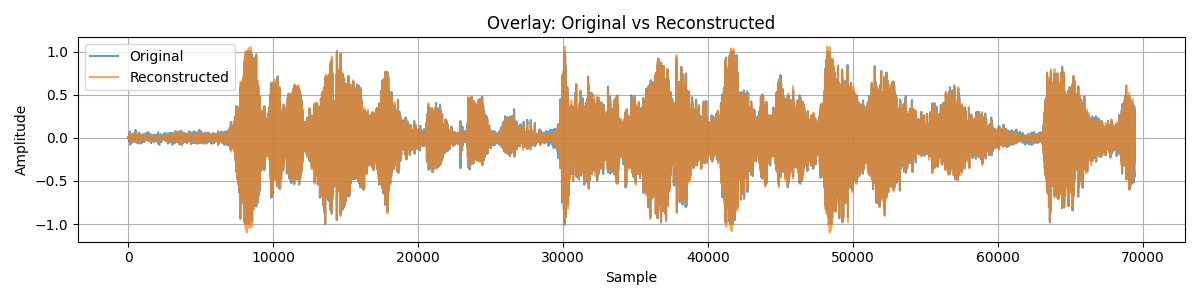 Overlay: Original vs Reconstructed
Original
Reconstructed
Amplitude
1.0
0.5
0.0
−0.5
−1.0
0 10000 20000 30000 40000 50000 60000 70000
Sample